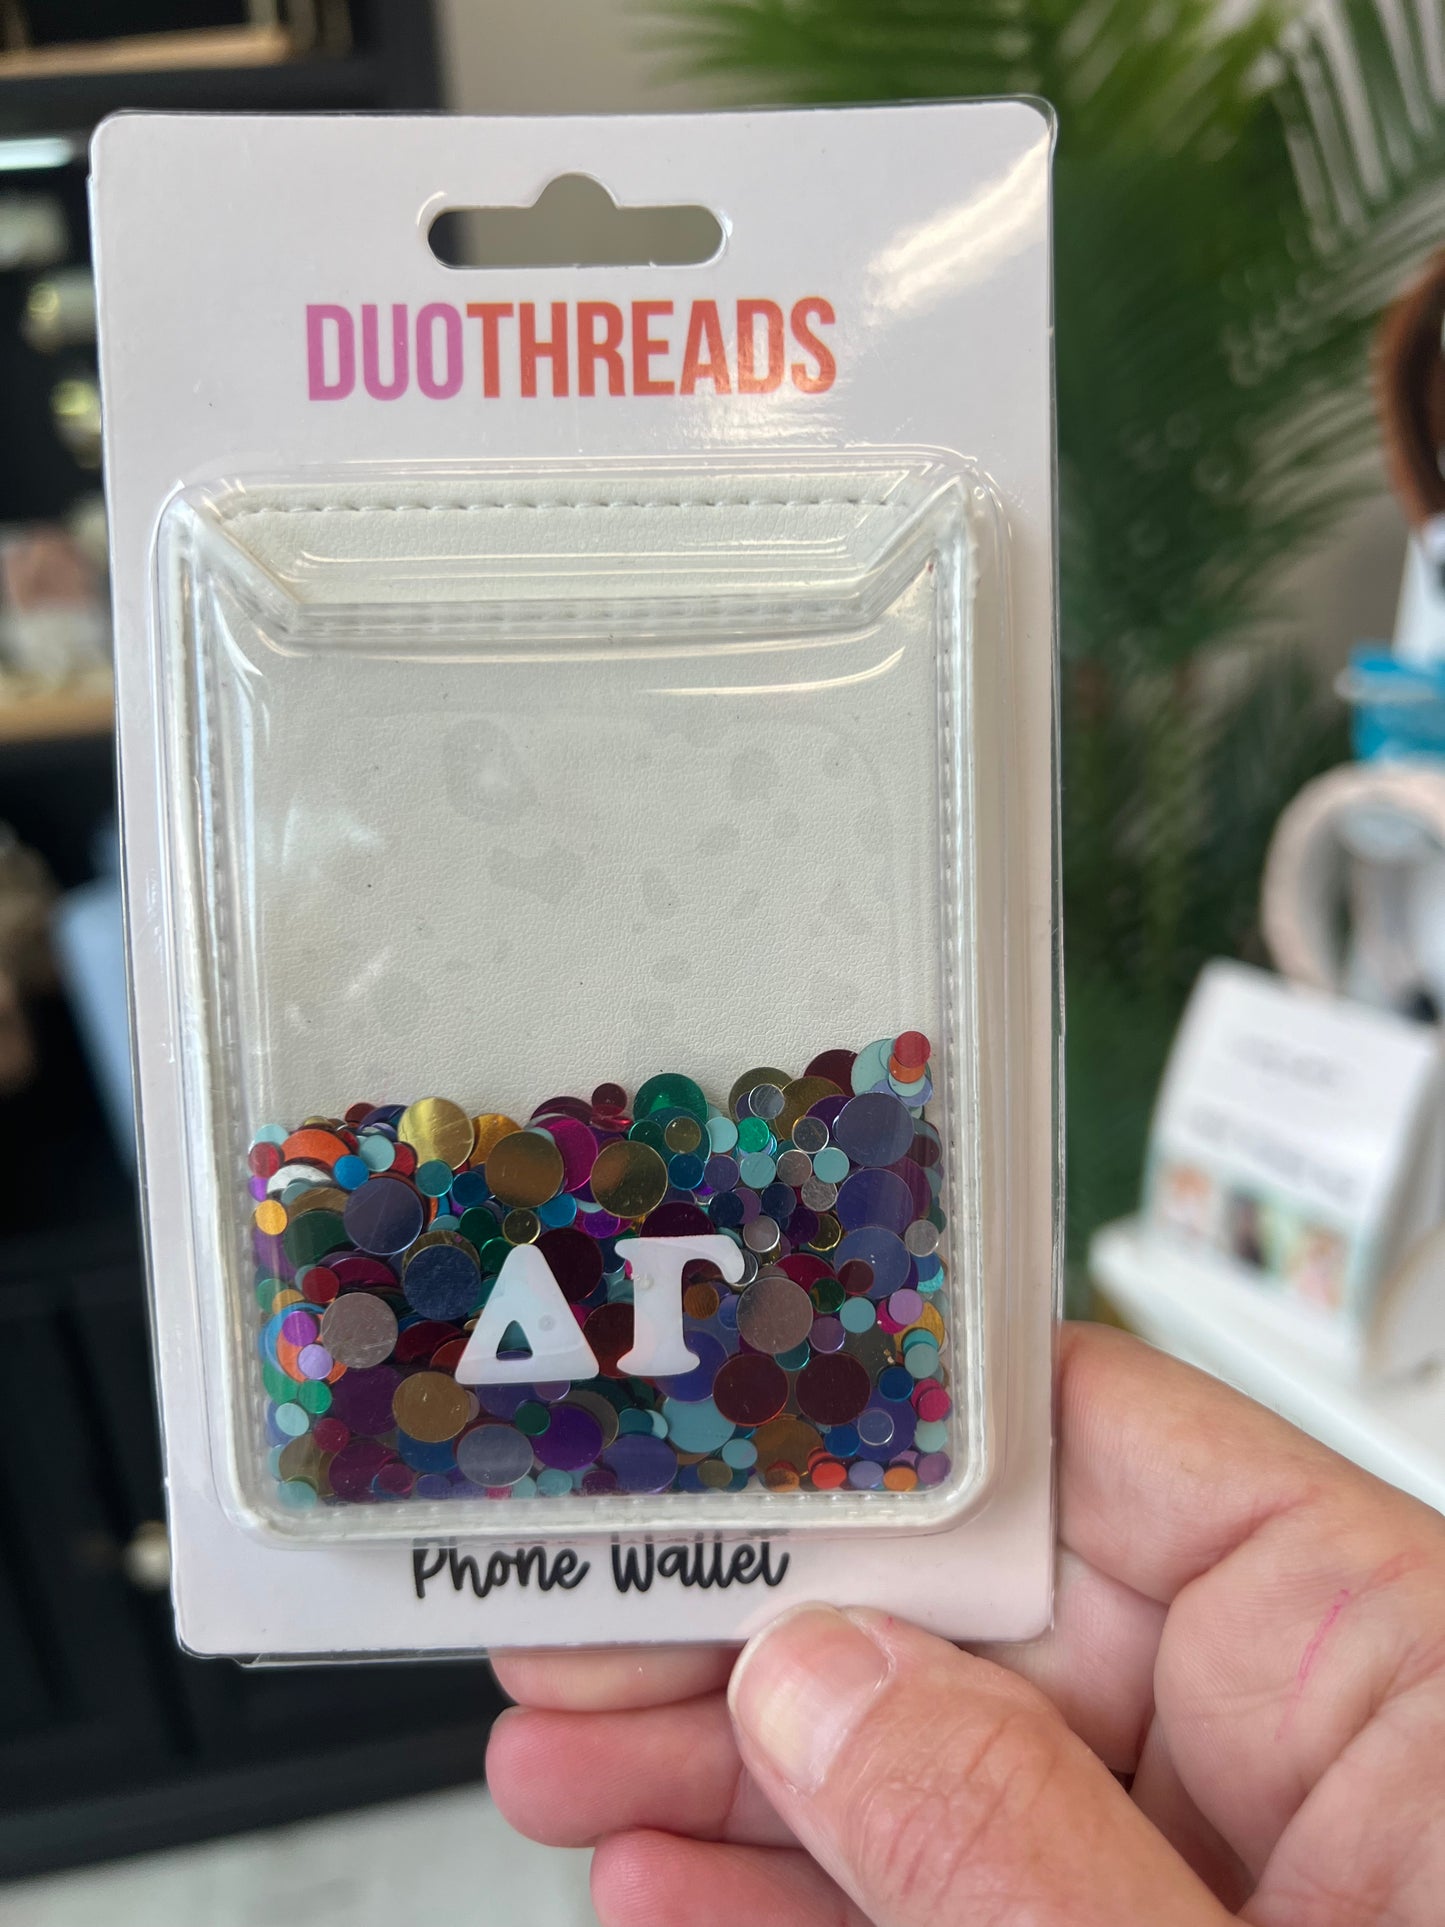 DUOTHREADS
ΔΓ
Phone Wallet